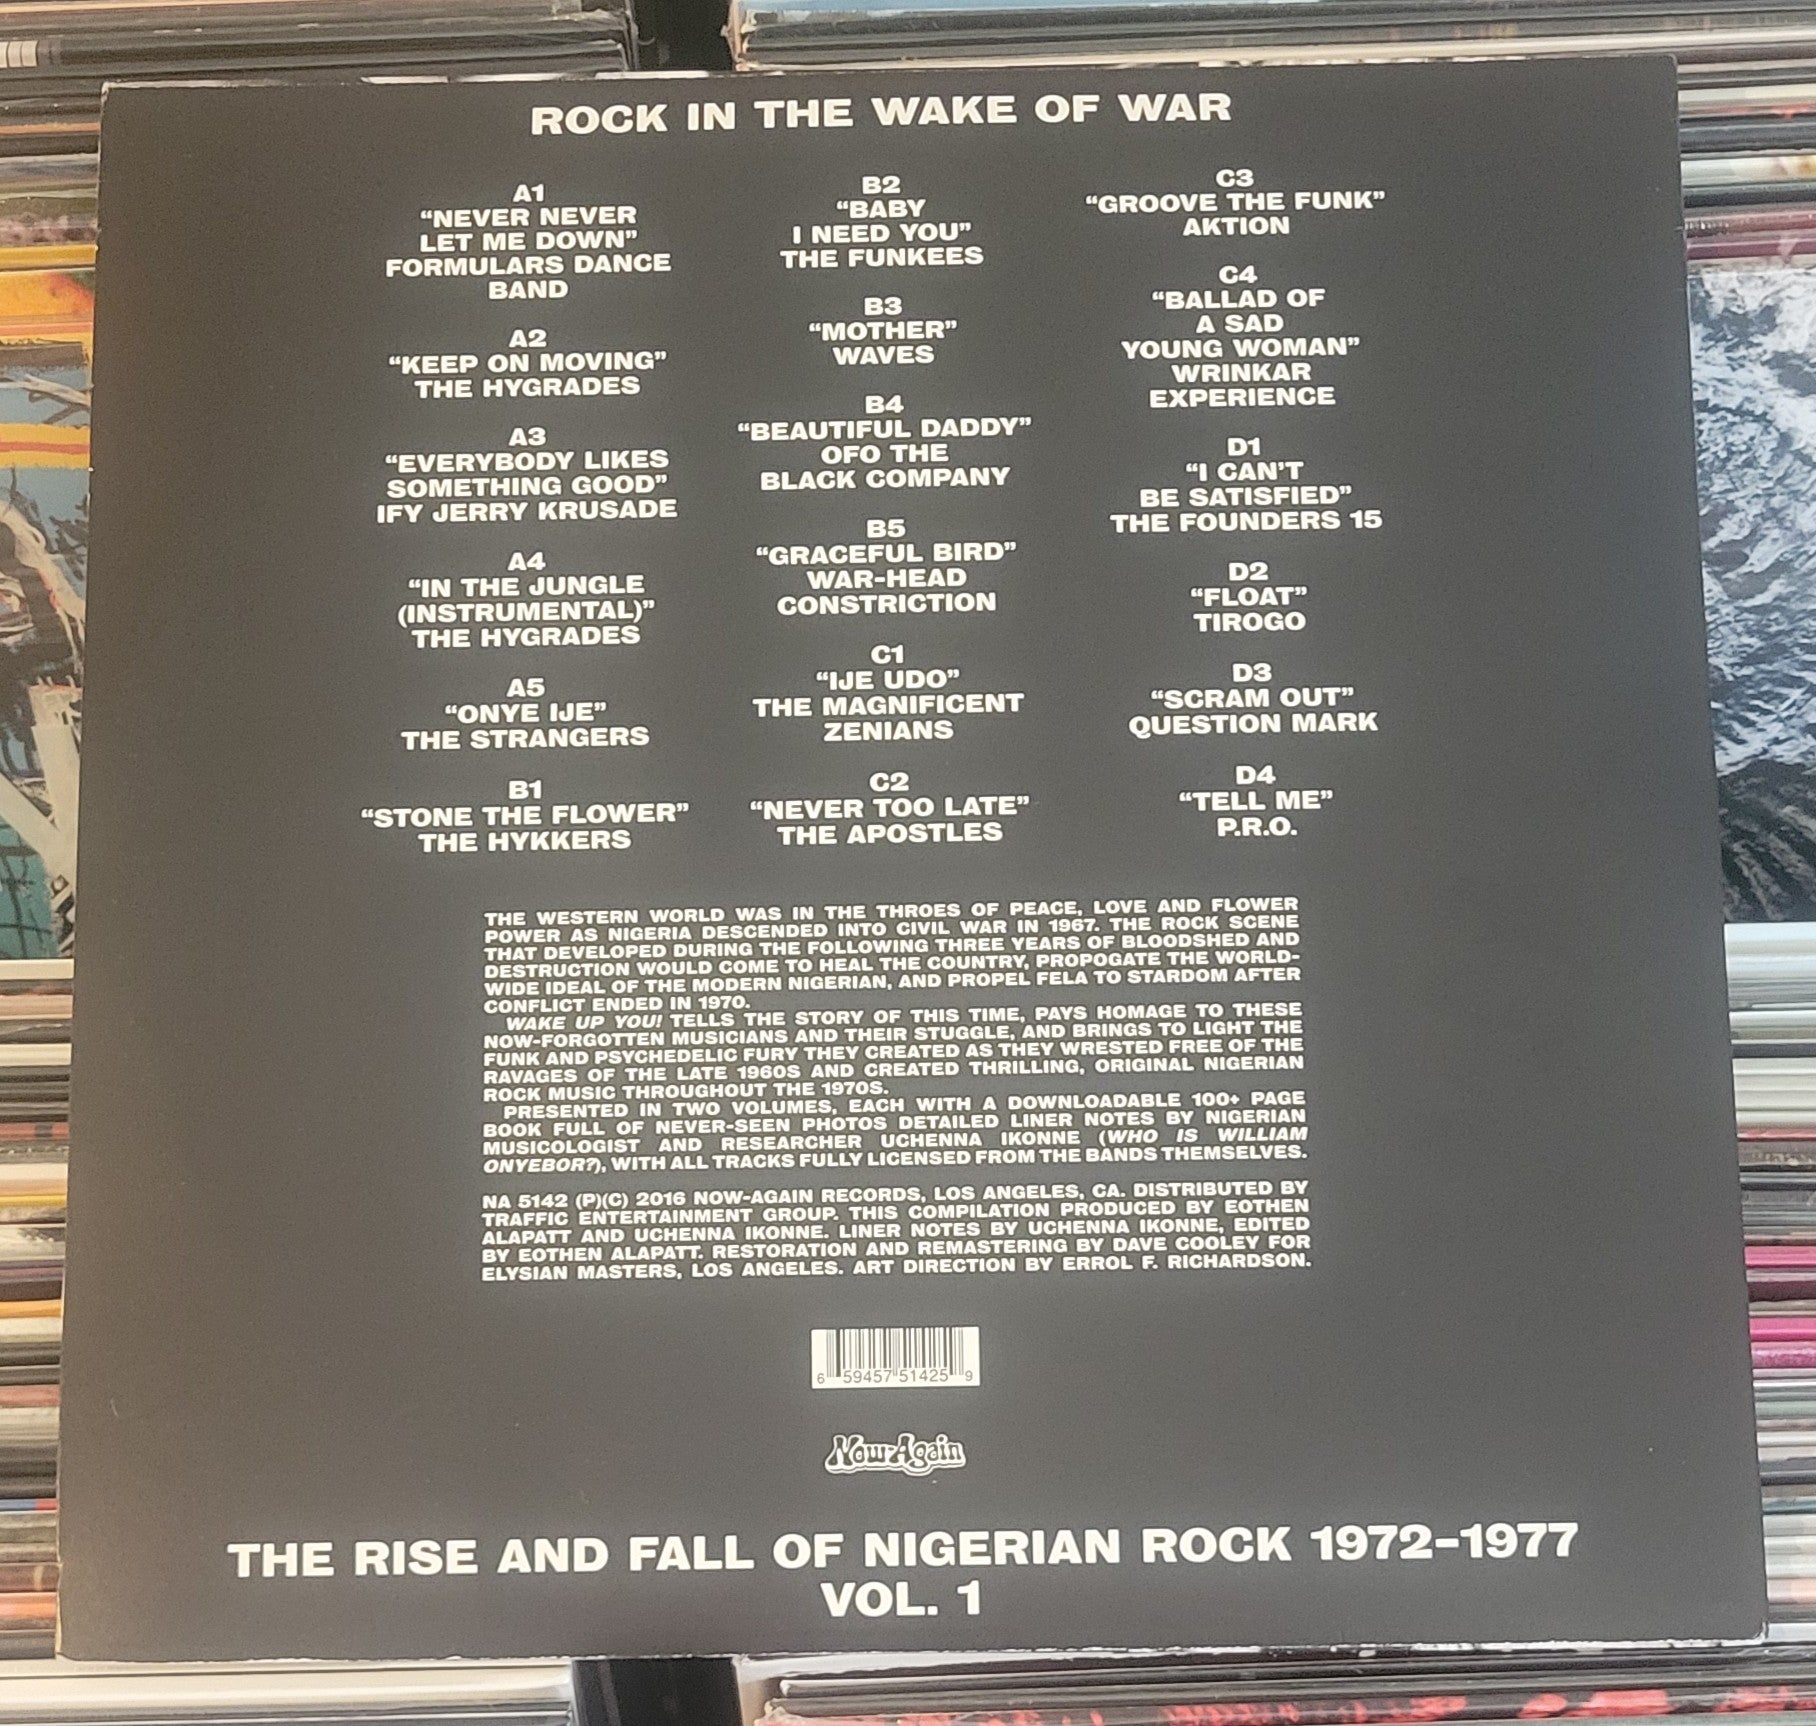 ROCK IN THE WAKE OF WAR
A1
“NEVER NEVER
LET ME DOWN”
FORMULARS DANCE
BAND
A2
“KEEP ON MOVING”
THE HYGRADES
A3
“EVERYBODY LIKES
SOMETHING GOOD”
IFY JERRY KRUSADE
A4
“IN THE JUNGLE
(INSTRUMENTAL)”
THE HYGRADES
A5
“ONYE IJE”
THE STRANGERS
B1
“STONE THE FLOWER”
THE HYKKERS
B2
“BABY
I NEED YOU”
THE FUNKEES
B3
“MOTHER”
WAVES
B4
“BEAUTIFUL DADDY”
OFO THE
BLACK COMPANY
B5
“GRACEFUL BIRD”
WAR-HEAD
CONSTRICTION
C1
“IJE UDO”
THE MAGNIFICENT
ZENIANS
C2
“NEVER TOO LATE”
THE APOSTLES
C3
“GROOVE THE FUNK”
AKTION
C4
“BALLAD OF
A SAD
YOUNG WOMAN”
WRINKAR
EXPERIENCE
D1
“I CAN’T
BE SATISFIED”
THE FOUNDERS 15
D2
“FLOAT”
TIROGO
D3
“SCRAM OUT”
QUESTION MARK
D4
“TELL ME”
P.R.O.
THE WESTERN WORLD WAS IN THE THROES OF PEACE, LOVE AND FLOWER
POWER AS NIGERIA DESCENDED INTO CIVIL WAR IN 1967. THE ROCK SCENE
THAT DEVELOPED DURING THE FOLLOWING THREE YEARS OF BLOODSHED AND
DESTRUCTION WOULD COME TO HEAL THE COUNTRY, PROPOGATE THE WORLD-
WIDE IDEAL OF THE MODERN NIGERIAN, AND PROPEL FELA TO STARDOM AFTER
CONFLICT ENDED IN 1970.
WAKE UP YOU! TELLS THE STORY OF THIS TIME, PAYS HOMAGE TO THESE
NOW-FORGOTTEN MUSICIANS AND THEIR STUGGLE, AND BRINGS TO LIGHT THE
FUNK AND PSYCHEDELIC FURY THEY CREATED AS THEY WRESTED FREE OF THE
RAVAGES OF THE LATE 1960S AND CREATED THRILLING, ORIGINAL NIGERIAN
ROCK MUSIC THROUGHOUT THE 1970S.
PRESENTED IN TWO VOLUMES, EACH WITH A DOWNLOADABLE 100+ PAGE
BOOK FULL OF NEVER-SEEN PHOTOS DETAILED LINER NOTES BY NIGERIAN
MUSICOLOGIST AND RESEARCHER UCHENNA IKONNE (WHO IS WILLIAM
ONYEBOR?), WITH ALL TRACKS FULLY LICENSED FROM THE BANDS THEMSELVES.
NA 5142 (P)(C) 2016 NOW-AGAIN RECORDS, LOS ANGELES, CA. DISTRIBUTED BY
TRAFFIC ENTERTAINMENT GROUP. THIS COMPILATION PRODUCED BY EOTHEN
ALAPATT AND UCHENNA IKONNE. LINER NOTES BY UCHENNA IKONNE, EDITED
BY EOTHEN ALAPATT. RESTORATION AND REMASTERING BY DAVE COOLEY FOR
ELYSIAN MASTERS, LOS ANGELES. ART DIRECTION BY ERROL F. RICHARDSON.
6 59457 51425 9
Now-Again
THE RISE AND FALL OF NIGERIAN ROCK 1972-1977
VOL. 1